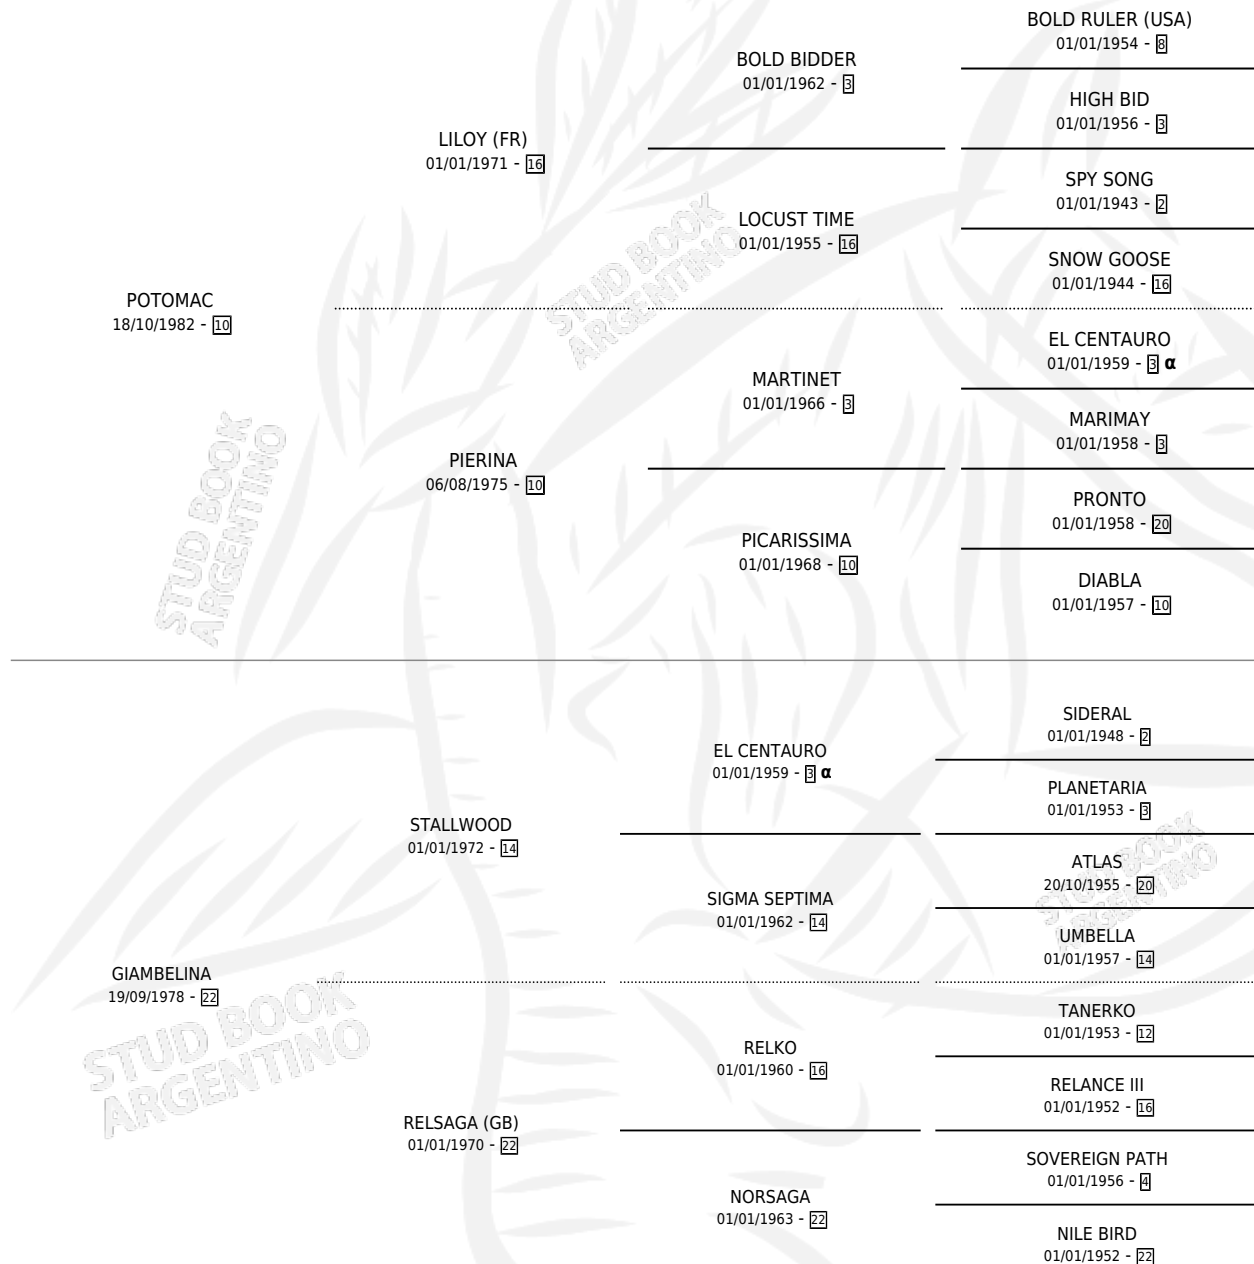 BOLD RULER (USA)
01/01/1954 - 8
BOLD BIDDER
01/01/1962 - 3
HIGH BID
01/01/1956 - 3
LILOY (FR)
01/01/1971 - 16
SPY SONG
01/01/1943 - 2
LOCUST TIME
01/01/1955 - 16
SNOW GOOSE
01/01/1944 - 16
STUD BOOK
ARGENTINO
POTOMAC
18/10/1982 - 10
EL CENTAURO
01/01/1959 - 3 α
MARTINET
01/01/1966 - 3
MARIMAY
01/01/1958 - 3
PIERINA
06/08/1975 - 10
PRONTO
01/01/1958 - 20
PICARISSIMA
01/01/1968 - 10
DIABLA
01/01/1957 - 10
STUD BOOK
ARGENTINO
SIDERAL
01/01/1948 - 2
EL CENTAURO
01/01/1959 - 3 α
PLANETARIA
01/01/1953 - 3
STALLWOOD
01/01/1972 - 14
ATLAS
20/10/1955 - 20
SIGMA SEPTIMA
01/01/1962 - 14
UMBELLA
01/01/1957 - 14
STUD BOOK
ARGENTINO
GIAMBELINA
19/09/1978 - 22
TANERKO
01/01/1953 - 12
RELKO
01/01/1960 - 16
RELANCE III
01/01/1952 - 16
STUD BOOK
ARGENTINO
RELSAGA (GB)
01/01/1970 - 22
SOVEREIGN PATH
01/01/1956 - 4
NORSAGA
01/01/1963 - 22
NILE BIRD
01/01/1952 - 22